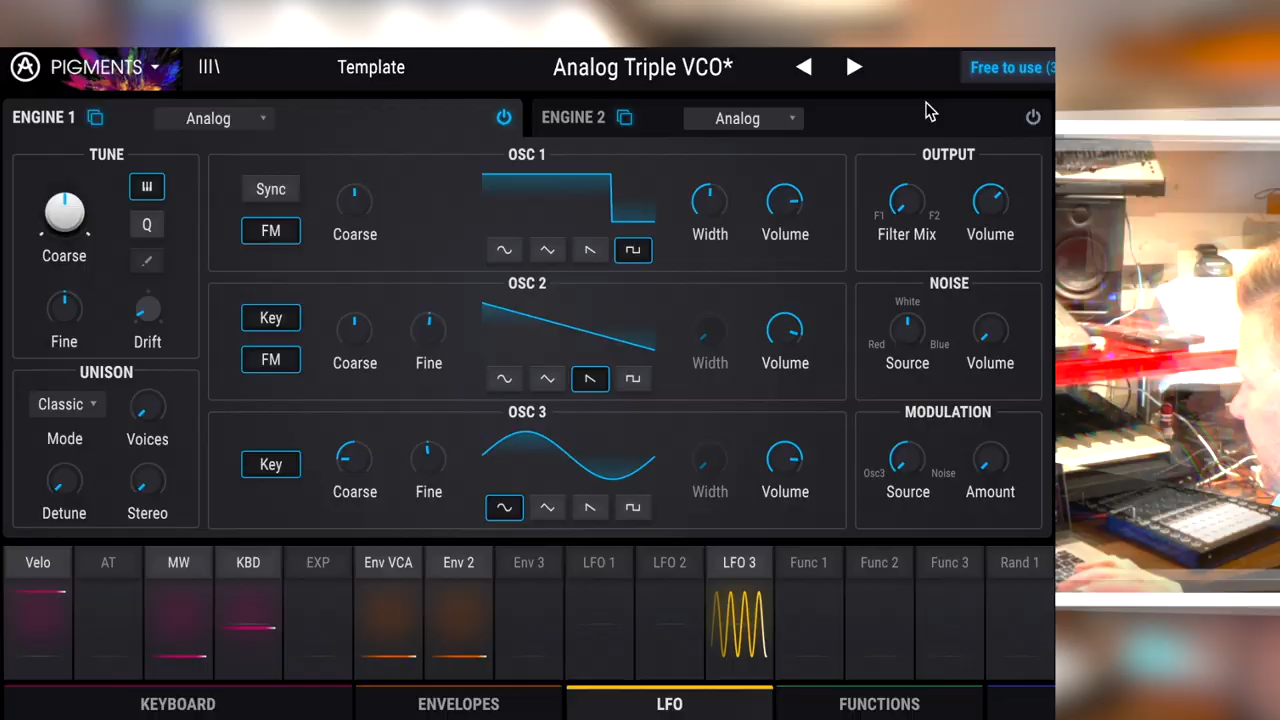 PIGMENTS
Template
Analog Triple VCO*
Free to use (3
ENGINE 1
Analog
ENGINE 2
Analog
TUNE
Coarse
Q
Fine
Drift
UNISON
Classic
Mode
Voices
Detune
Stereo
OSC 1
Sync
FM
Coarse
Width
Volume
OSC 2
Key
FM
Coarse
Fine
Width
Volume
OSC 3
Key
Coarse
Fine
Width
Volume
OUTPUT
F1
F2
Filter Mix
Volume
NOISE
White
Red
Blue
Source
Volume
MODULATION
Osc3
Noise
Source
Amount
Velo
AT
MW
KBD
EXP
Env VCA
Env 2
Env 3
LFO 1
LFO 2
LFO 3
Func 1
Func 2
Func 3
Rand 1
KEYBOARD
ENVELOPES
LFO
FUNCTIONS